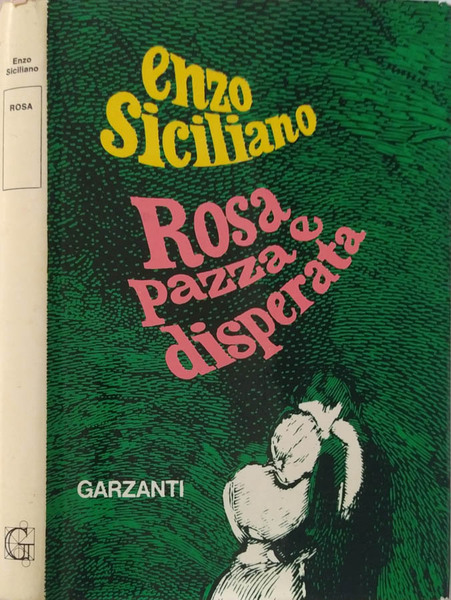 Enzo
Siciliano
ROSA
enzo
Siciliano
Rosa
pazza e
disperata
GARZANTI
G